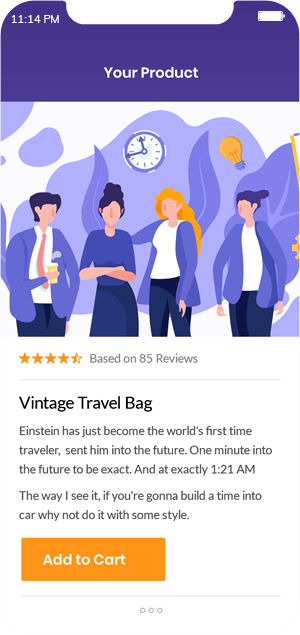 11:14 PM
Your Product
Based on 85 Reviews
Vintage Travel Bag
Einstein has just become the world's first time
traveler, sent him into the future. One minute into
the future to be exact. And at exactly 1:21 AM
The way I see it, if you're gonna build a time into
car why not do it with some style.
Add to Cart